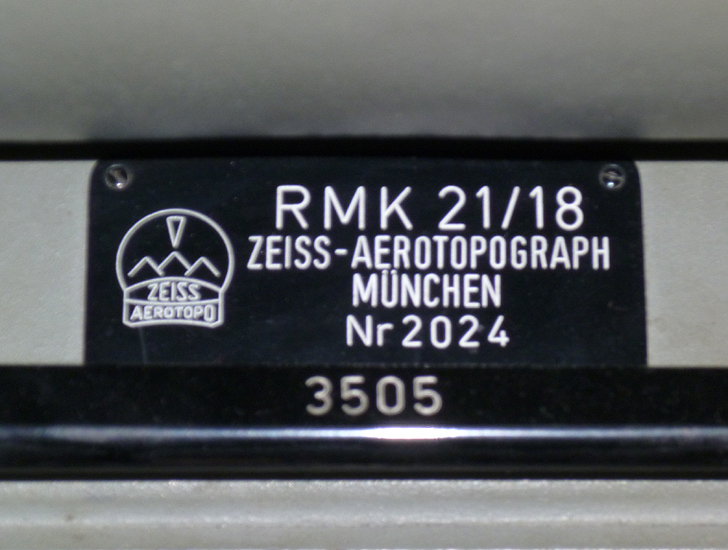 RMK 21/18
ZEISS-AEROTOPOGRAPH
MÜNCHEN
Nr 2024
ZEISS
AEROTOPO
3505